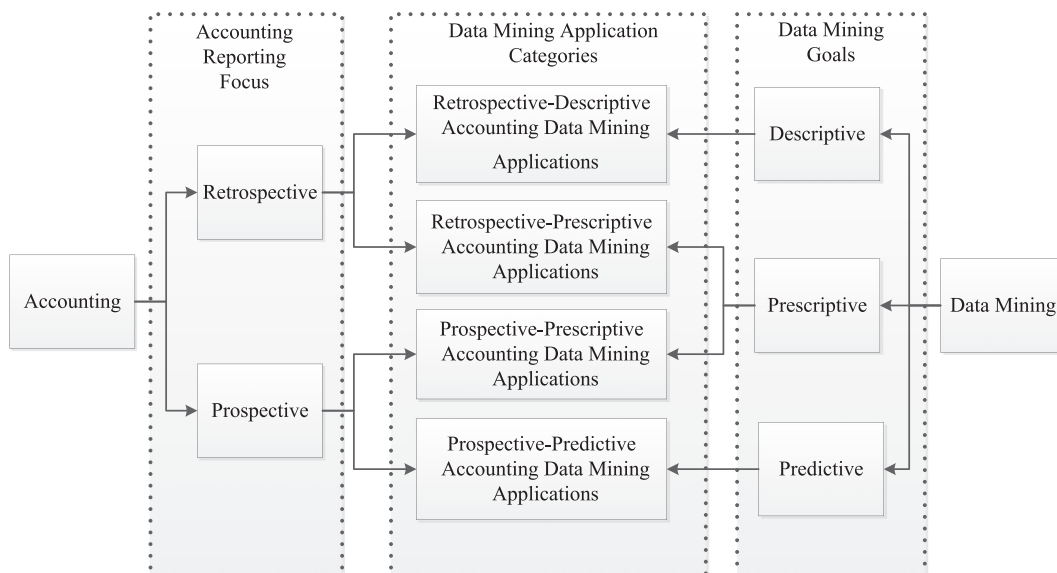 Accounting
Reporting
Focus
Data Mining Application
Categories
Data Mining
Goals
Retrospective-Descriptive
Accounting Data Mining
Applications
Descriptive
Retrospective
Retrospective-Prescriptive
Accounting Data Mining
Applications
Accounting
Prescriptive
Data Mining
Prospective-Prescriptive
Accounting Data Mining
Applications
Prospective
Prospective-Predictive
Accounting Data Mining
Applications
Predictive